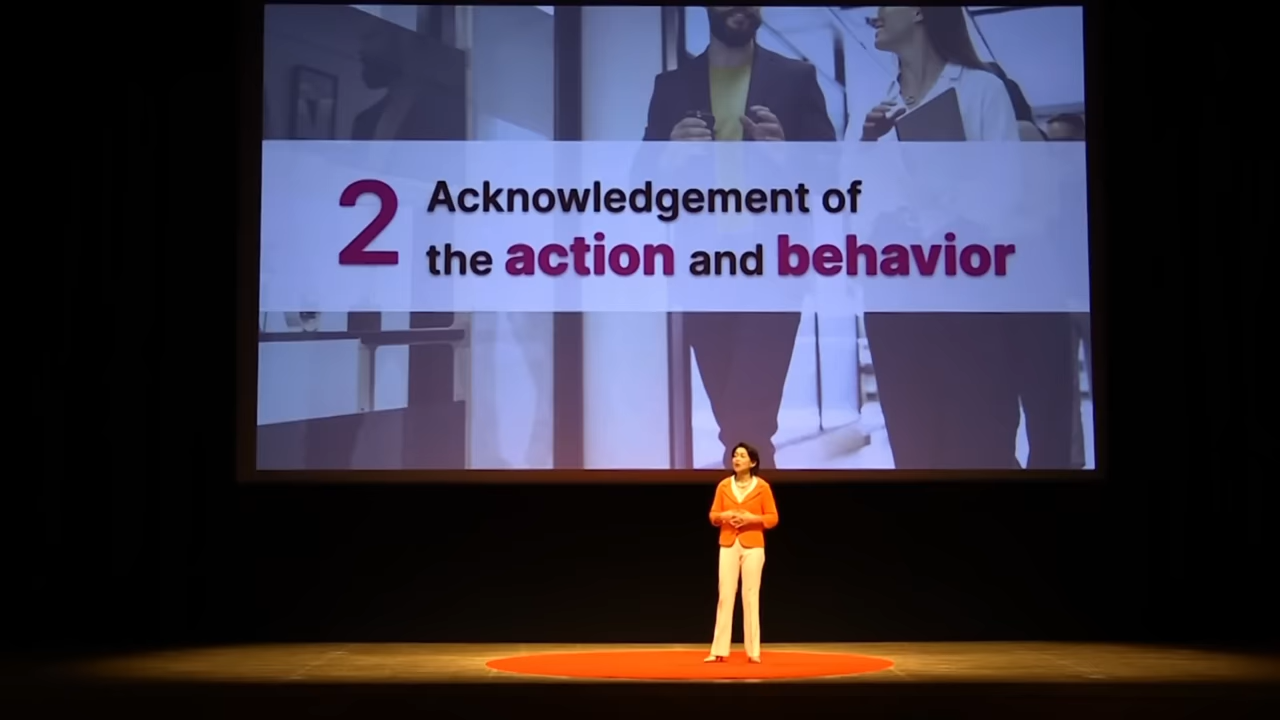 2
Acknowledgement of
the action and behavior